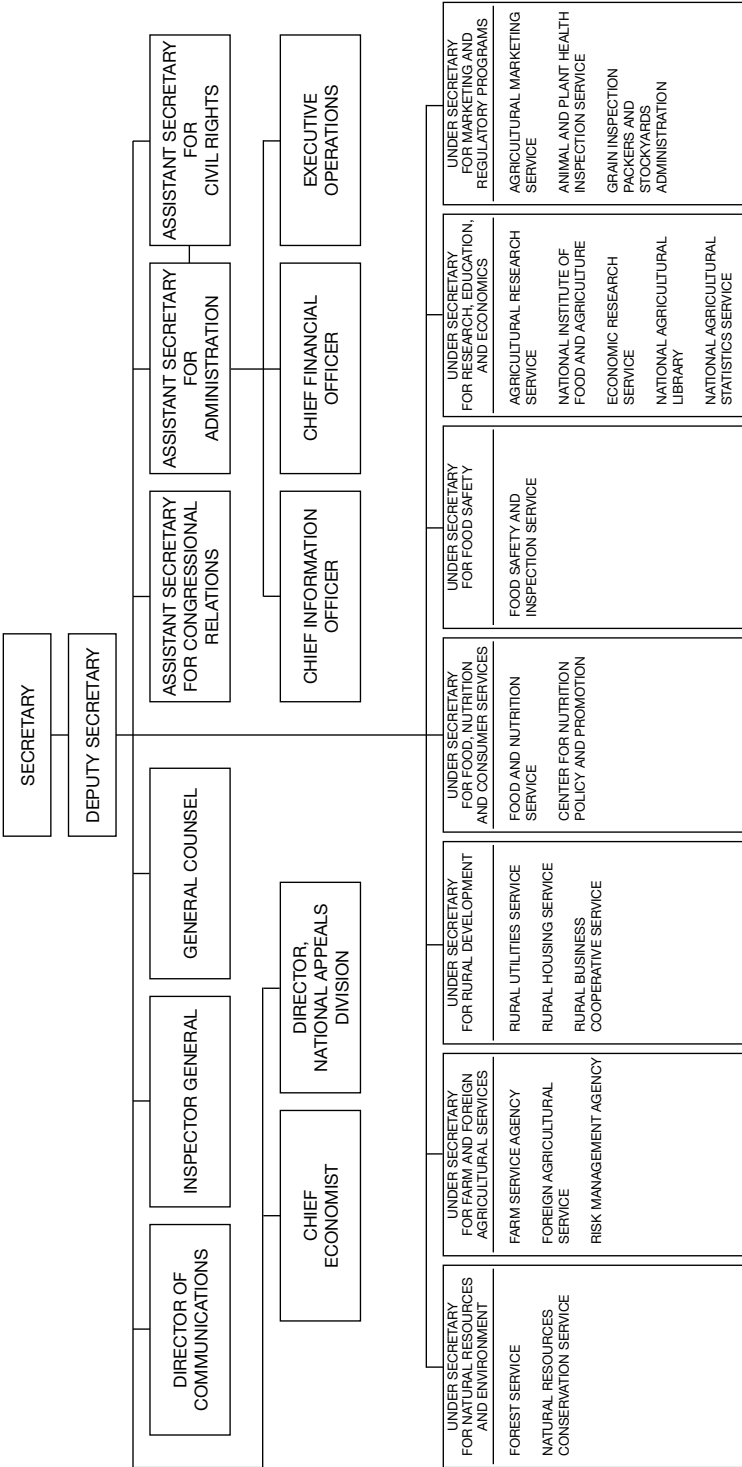 SECRETARY
DEPUTY SECRETARY
DIRECTOR OF
COMMUNICATIONS
INSPECTOR GENERAL
GENERAL COUNSEL
ASSISTANT SECRETARY
FOR CONGRESSIONAL
RELATIONS
ASSISTANT SECRETARY
FOR
ADMINISTRATION
ASSISTANT SECRETARY
FOR
CIVIL RIGHTS
CHIEF
ECONOMIST
DIRECTOR,
NATIONAL APPEALS
DIVISION
CHIEF INFORMATION
OFFICER
CHIEF FINANCIAL
OFFICER
EXECUTIVE
OPERATIONS
UNDER SECRETARY
FOR NATURAL RESOURCES
AND ENVIRONMENT
FOREST SERVICE
NATURAL RESOURCES
CONSERVATION SERVICE
UNDER SECRETARY
FOR FARM AND FOREIGN
AGRICULTURAL SERVICES
FARM SERVICE AGENCY
FOREIGN AGRICULTURAL
SERVICE
RISK MANAGEMENT AGENCY
UNDER SECRETARY
FOR RURAL DEVELOPMENT
RURAL UTILITIES SERVICE
RURAL HOUSING SERVICE
RURAL BUSINESS
COOPERATIVE SERVICE
UNDER SECRETARY
FOR FOOD, NUTRITION
AND CONSUMER SERVICES
FOOD AND NUTRITION
SERVICE
CENTER FOR NUTRITION
POLICY AND PROMOTION
UNDER SECRETARY
FOR FOOD SAFETY
FOOD SAFETY AND
INSPECTION SERVICE
UNDER SECRETARY
FOR RESEARCH, EDUCATION,
AND ECONOMICS
AGRICULTURAL RESEARCH
SERVICE
NATIONAL INSTITUTE OF
FOOD AND AGRICULTURE
ECONOMIC RESEARCH
SERVICE
NATIONAL AGRICULTURAL
LIBRARY
NATIONAL AGRICULTURAL
STATISTICS SERVICE
UNDER SECRETARY
FOR MARKETING AND
REGULATORY PROGRAMS
AGRICULTURAL MARKETING
SERVICE
ANIMAL AND PLANT HEALTH
INSPECTION SERVICE
GRAIN INSPECTION
PACKERS AND
STOCKYARDS
ADMINISTRATION